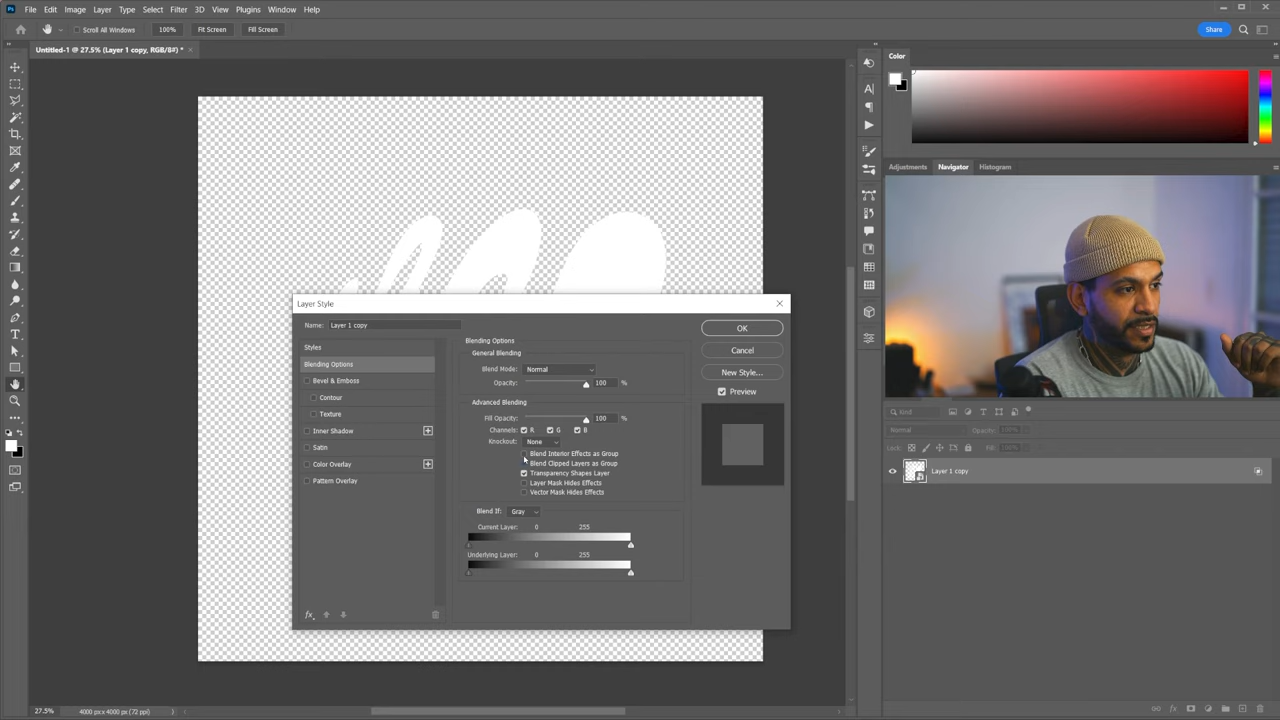 Ps File Edit Image Layer Type Select Filter 3D View Plugins Window Help
Scroll All Windows 100% Fit Screen Fill Screen Share
Untitled-1 @ 27.5% (Layer 1 copy, RGB/8#) *
Color
Adjustments Navigator Histogram
Layer Style
Name: Layer 1 copy
Styles
Blending Options
Bevel & Emboss
Contour
Texture
Inner Shadow
Satin
Color Overlay
Pattern Overlay
fx
Blending Options
General Blending
Blend Mode: Normal
Opacity: 100 %
Advanced Blending
Fill Opacity: 100 %
Channels: R G B
Knockout: None
Blend Interior Effects as Group
Blend Clipped Layers as Group
Transparency Shapes Layer
Layer Mask Hides Effects
Vector Mask Hides Effects
Blend If: Gray
Current Layer: 0 255
Underlying Layer: 0 255
OK
Cancel
New Style...
Preview
Kind
Normal Opacity: 100%
Lock: Fill: 100%
Layer 1 copy
27.5% 4000 px x 4000 px (72 ppi)